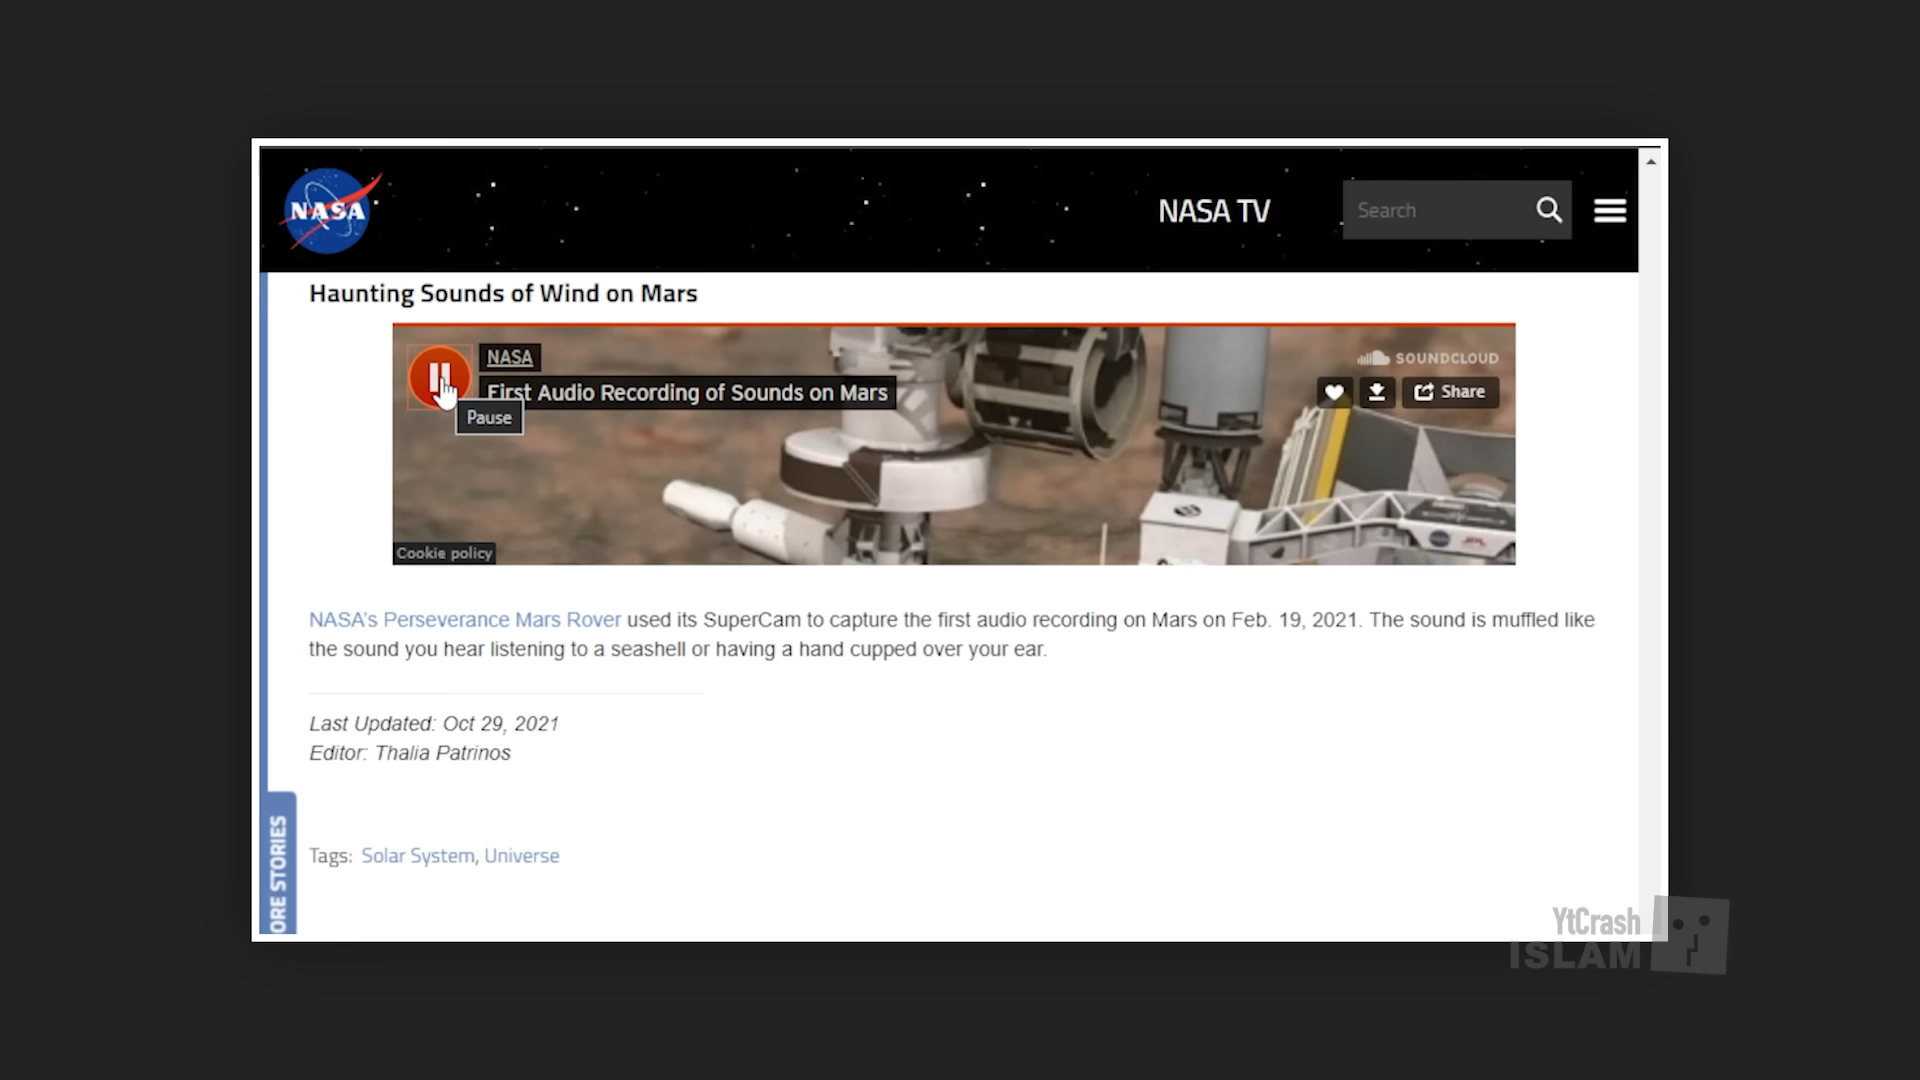 NASA
NASA TV
Search
Haunting Sounds of Wind on Mars
NASA
SOUNDCLOUD
First Audio Recording of Sounds on Mars
Share
Pause
Cookie policy
NASA's Perseverance Mars Rover used its SuperCam to capture the first audio recording on Mars on Feb. 19, 2021. The sound is muffled like
the sound you hear listening to a seashell or having a hand cupped over your ear.
Last Updated: Oct 29, 2021
Editor: Thalia Patrinos
ORE STORIES
Tags: Solar System, Universe
YtCrash
ISLAM